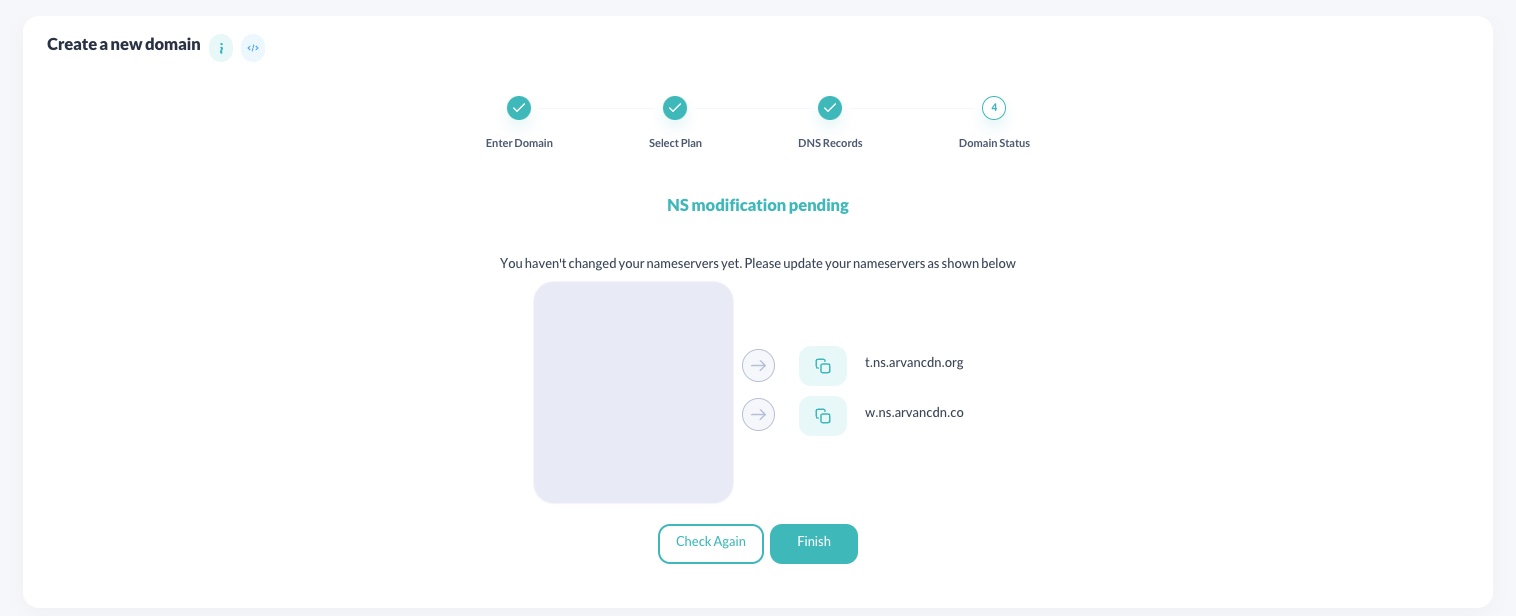 Create a new domain i </>
4
Enter Domain Select Plan DNS Records Domain Status
NS modification pending
You haven't changed your nameservers yet. Please update your nameservers as shown below
t.ns.arvancdn.org
w.ns.arvancdn.co
Check Again Finish